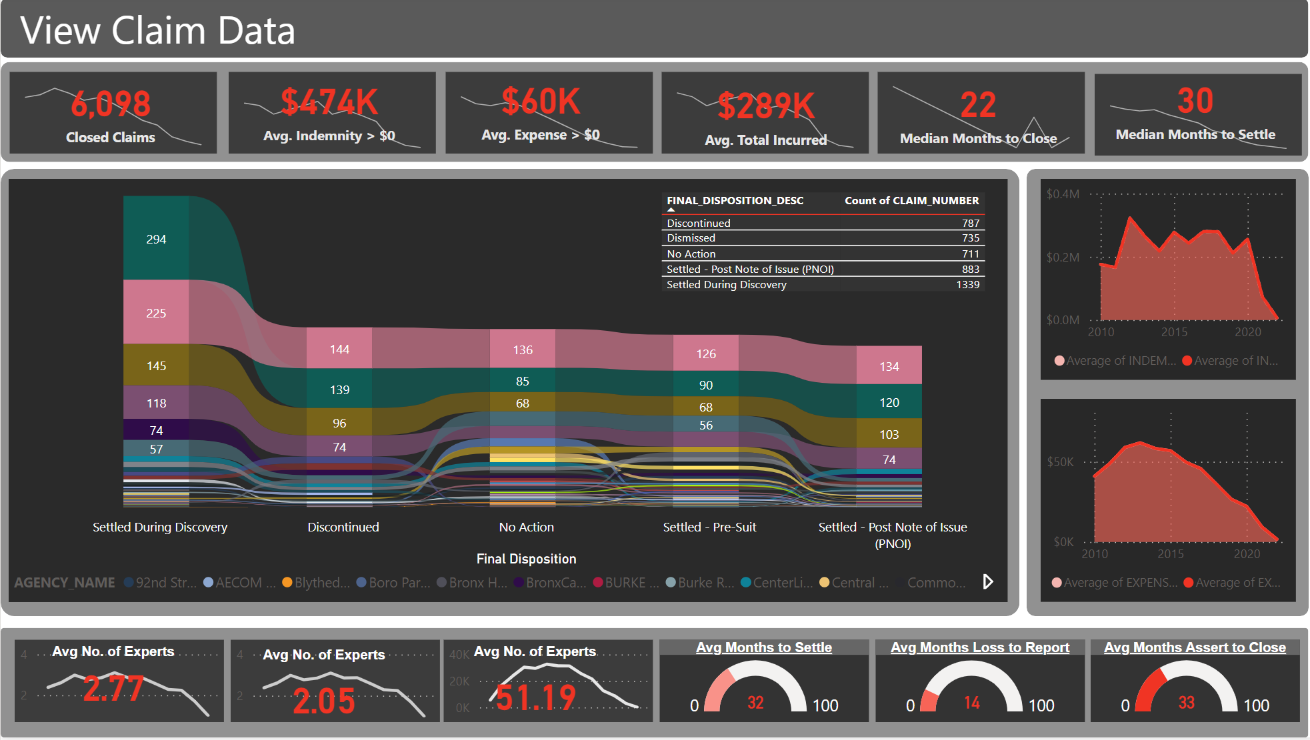 View Claim Data
6,098
Closed Claims
$474K
Avg. Indemnity > $0
$60K
Avg. Expense > $0
$289K
Avg. Total Incurred
22
Median Months to Close
30
Median Months to Settle
294
225
145
118
74
57
144
139
96
74
136
85
68
126
90
68
56
134
120
103
74
Settled During Discovery
Discontinued
No Action
Settled - Pre-Suit
Settled - Post Note of Issue
(PNOI)
Final Disposition
FINAL_DISPOSITION_DESC Count of CLAIM_NUMBER
Discontinued 787
Dismissed 735
No Action 711
Settled - Post Note of Issue (PNOI) 883
Settled During Discovery 1339
AGENCY_NAME 92nd Str... AECOM ... Blythed... Boro Par... Bronx H... BronxCa... BURKE ... Burke R... CenterLi... Central ... Commo...
$0.4M
$0.2M
$0.0M
2010 2015 2020
Average of INDEM... Average of IN...
$50K
$0K
2010 2015 2020
Average of EXPENS... Average of EX...
Avg No. of Experts
4
2
2.77
Avg No. of Experts
4
2
2.05
Avg No. of Experts
40K
20K
0K
51.19
Avg Months to Settle
0 32 100
Avg Months Loss to Report
0 14 100
Avg Months Assert to Close
0 33 100